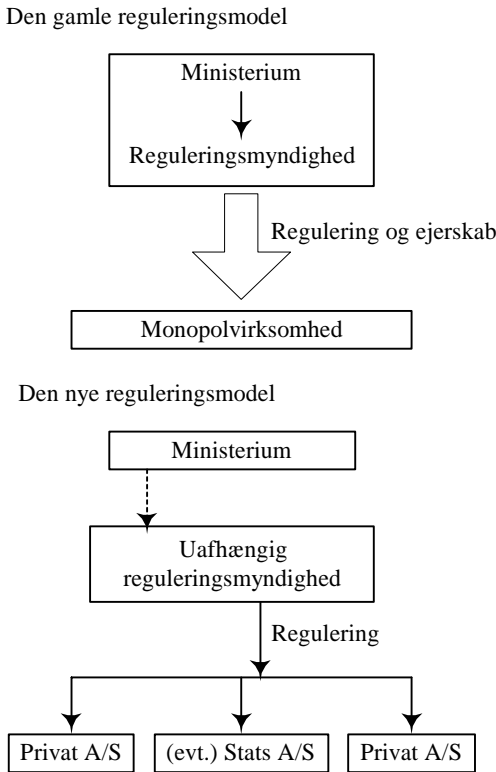 Den gamle reguleringsmodel
Ministerium
Reguleringsmyndighed
Regulering og ejerskab
Monopolvirksomhed
Den nye reguleringsmodel
Ministerium
Uafhængig
reguleringsmyndighed
Regulering
Privat A/S
(evt.) Stats A/S
Privat A/S